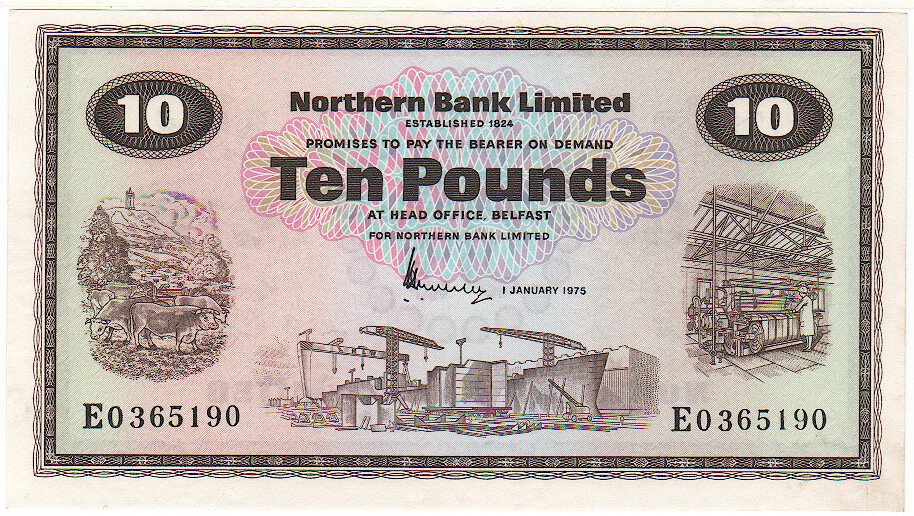 10
Northern Bank Limited
10
ESTABLISHED 1824
PROMISES TO PAY THE BEARER ON DEMAND
Ten Pounds
AT HEAD OFFICE, BELFAST
FOR NORTHERN BANK LIMITED
1 JANUARY 1975
E0365190
E0365190